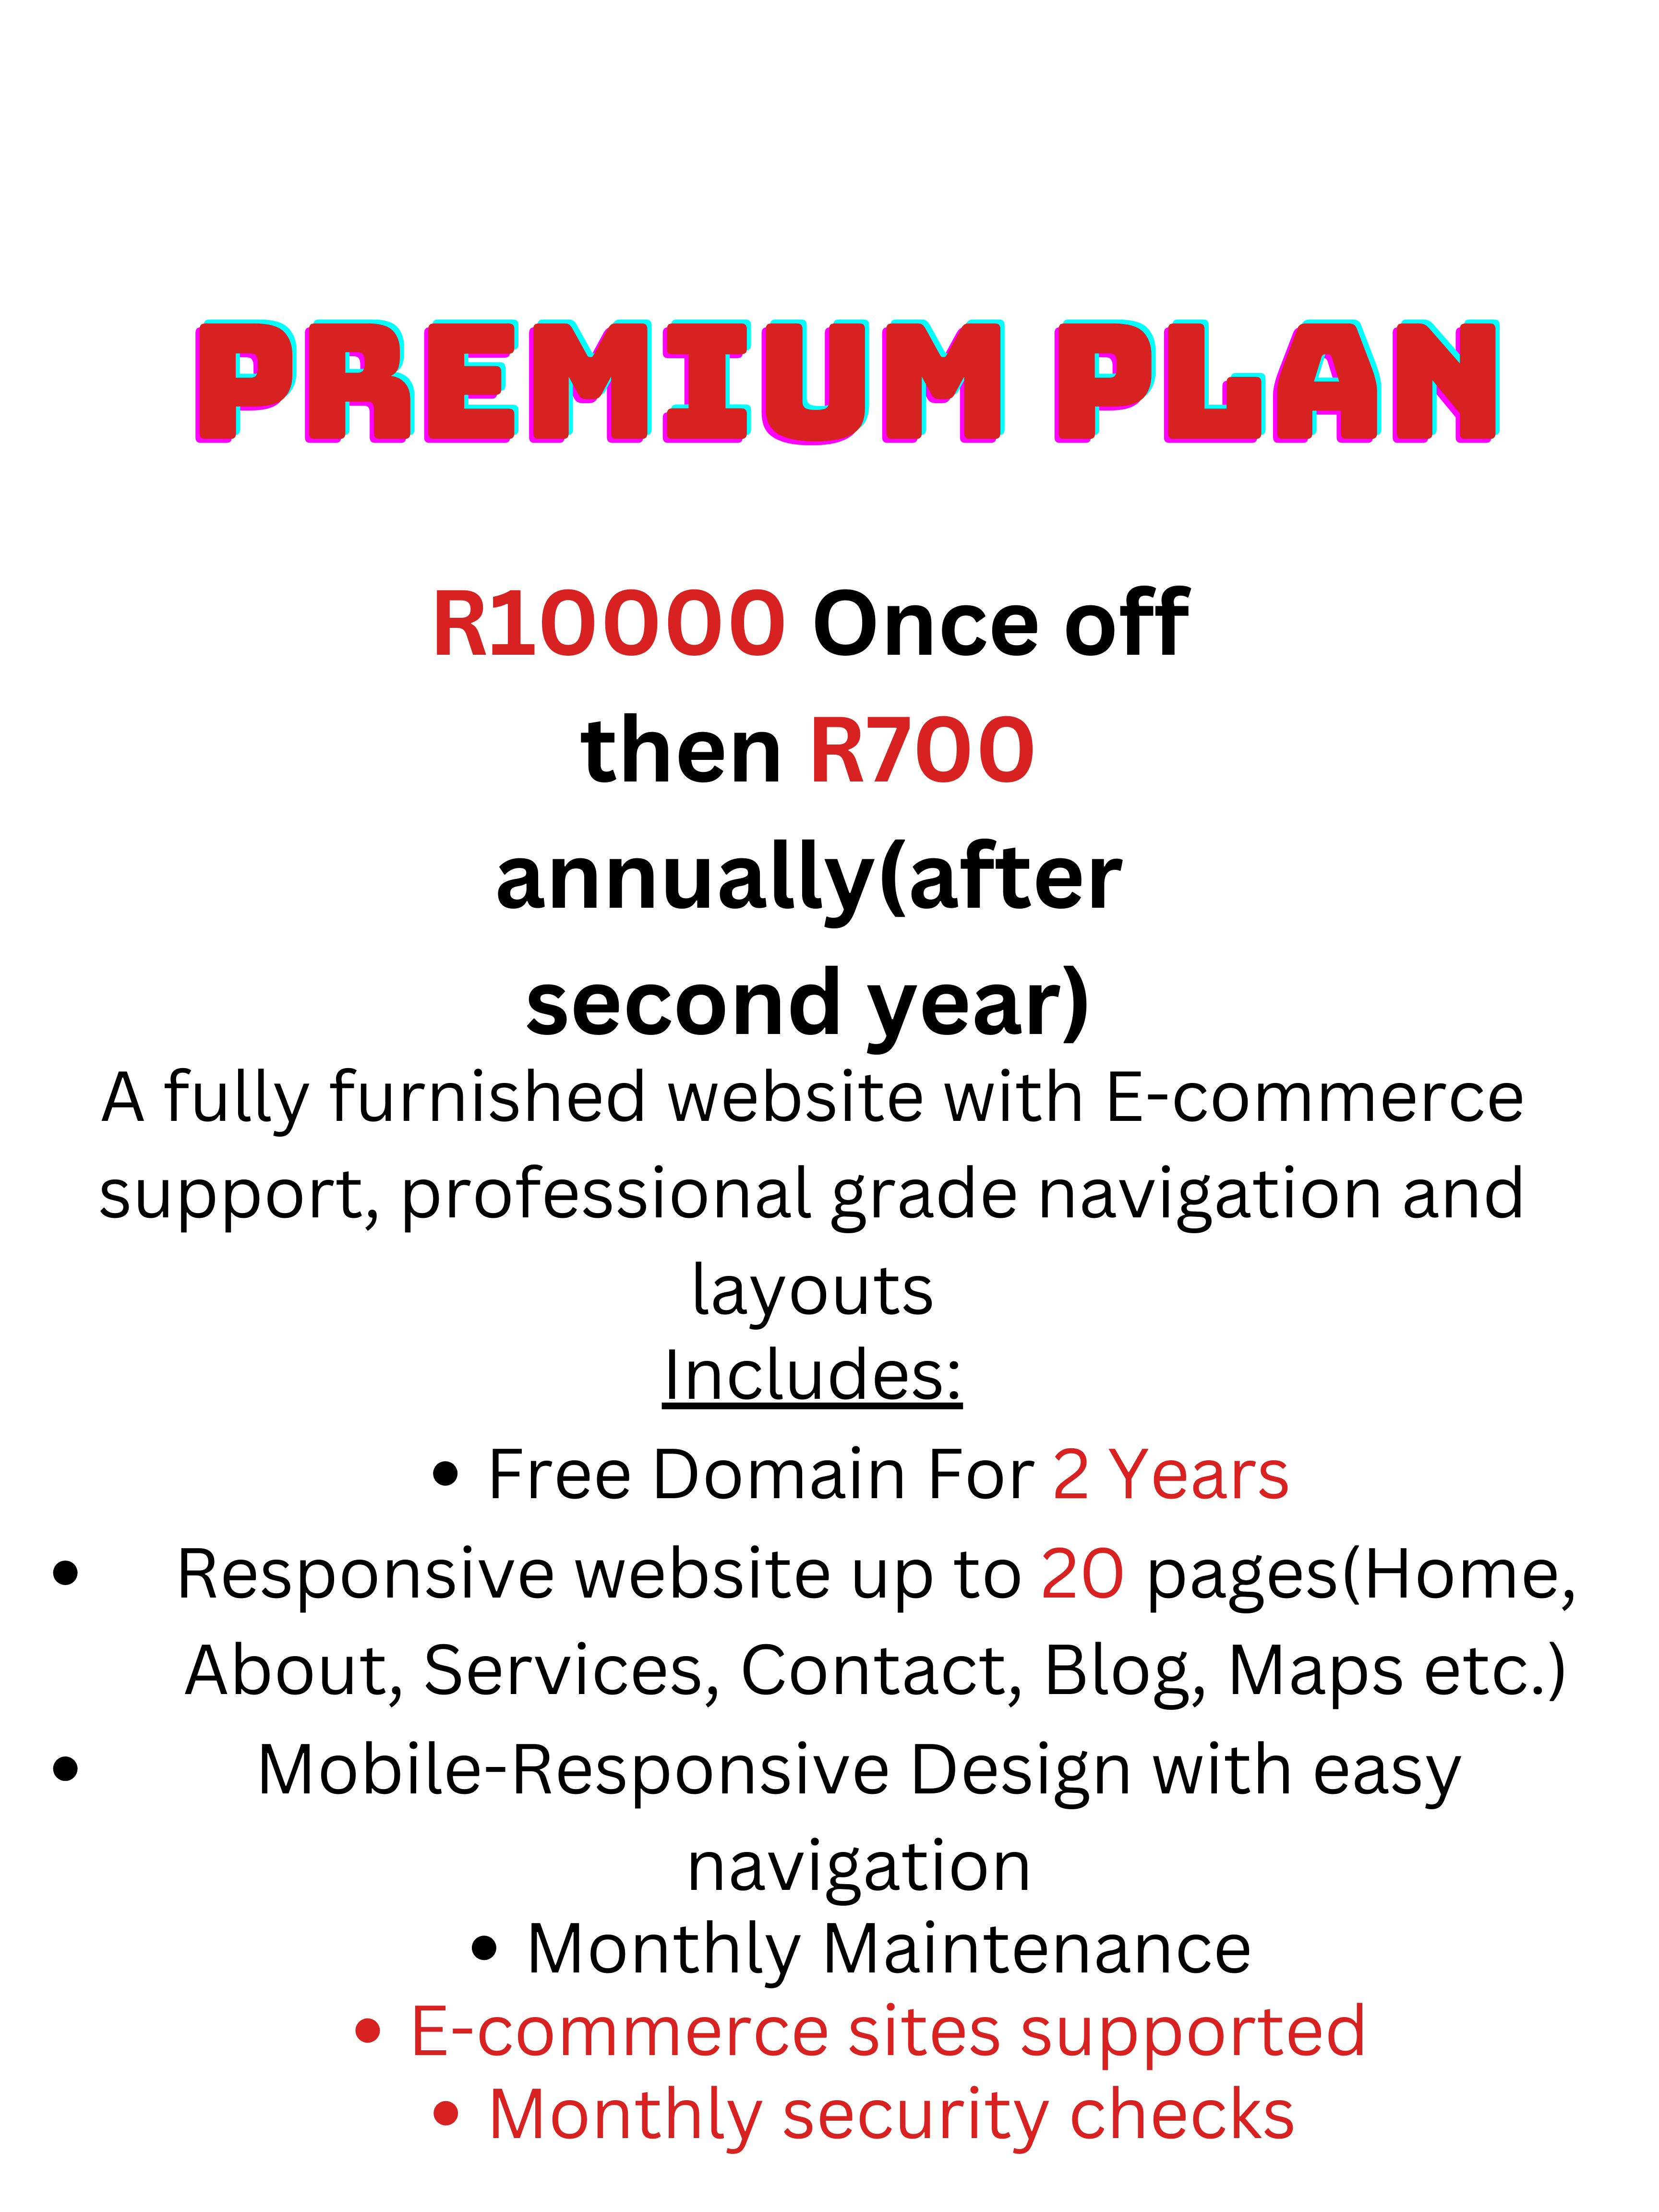 PREMIUM PLAN
R10000 Once off
then R700
annually(after
second year)
A fully furnished website with E-commerce
support, professional grade navigation and
layouts
Includes:
• Free Domain For 2 Years
• Responsive website up to 20 pages(Home,
About, Services, Contact, Blog, Maps etc.)
• Mobile-Responsive Design with easy
navigation
• Monthly Maintenance
• E-commerce sites supported
• Monthly security checks